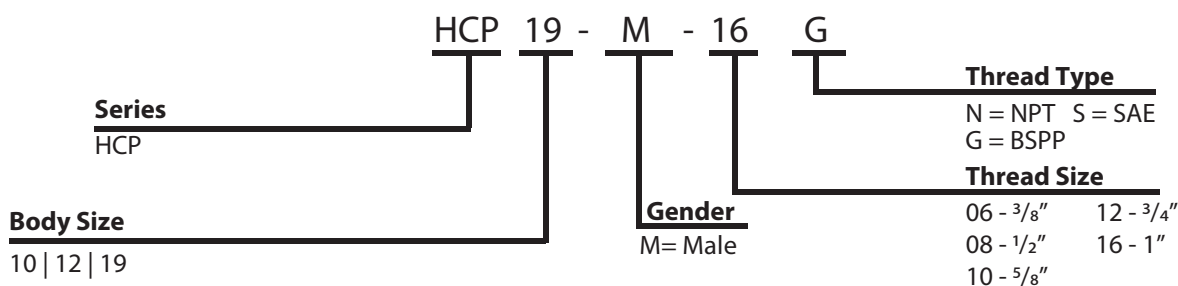 HCP 19 - M - 16 G
Thread Type
N = NPT S = SAE
G = BSPP
Series
HCP
Thread Size
06 - 3/8" 12 - 3/4"
08 - 1/2" 16 - 1"
10 - 5/8"
Gender
M= Male
Body Size
10 | 12 | 19